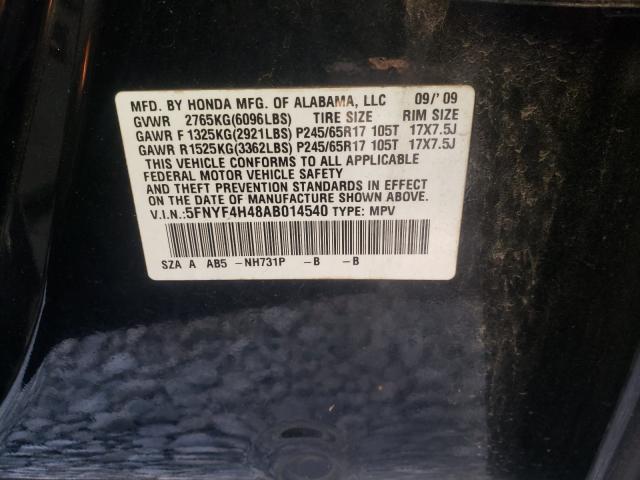 MFD. BY HONDA MFG. OF ALABAMA, LLC 09/'09
GVWR 2765KG(6096LBS) TIRE SIZE RIM SIZE
GAWR F 1325KG(2921LBS) P245/65R17 105T 17X7.5J
GAWR R1525KG(3362LBS) P245/65R17 105T 17X7.5J
THIS VEHICLE CONFORMS TO ALL APPLICABLE
FEDERAL MOTOR VEHICLE SAFETY
AND THEFT PREVENTION STANDARDS IN EFFECT
ON THE DATE OF MANUFACTURE SHOWN ABOVE.
V.I.N.: 5FNYF4H48AB014540 TYPE: MPV
SZA A AB5 -NH731P -B -B